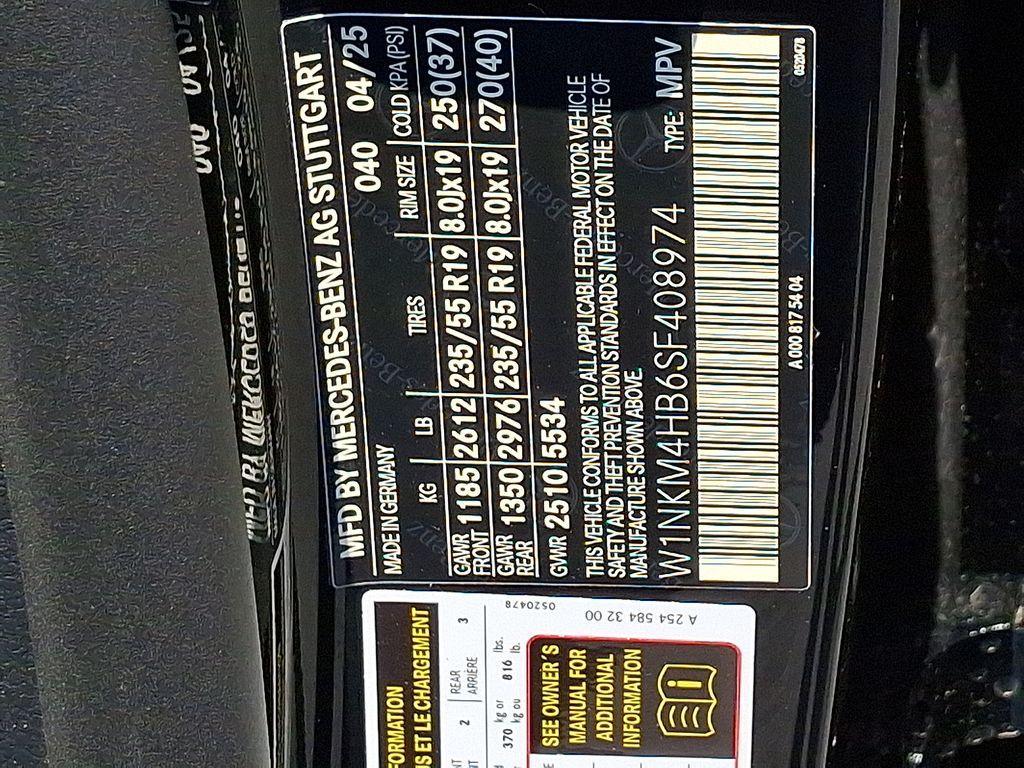 MFD BY MERCEDES-BENZ AG STUTTGART
MADE IN GERMANY 040 04/25
KG LB TIRES RIM SIZE COLD KPA (PSI)
GAWR FRONT 1185 2612 235/55 R19 8.0Jx19 250(37)
GAWR REAR 1350 2976 235/55 R19 8.0Jx19 270(40)
GVWR 2510 5534
THIS VEHICLE CONFORMS TO ALL APPLICABLE FEDERAL MOTOR VEHICLE
SAFETY AND THEFT PREVENTION STANDARDS IN EFFECT ON THE DATE OF
MANUFACTURE SHOWN ABOVE.
W1NKM4HB6SF408974 TYPE: MPV
A 000 817 54 04 0520478
FORMATION
US ET LE CHARGEMENT
2 REAR ARRIÈRE 3
370 kg or kg ou 816 lbs. lb.
0520478
SEE OWNER'S
MANUAL FOR
ADDITIONAL
INFORMATION
A 254 584 32 00